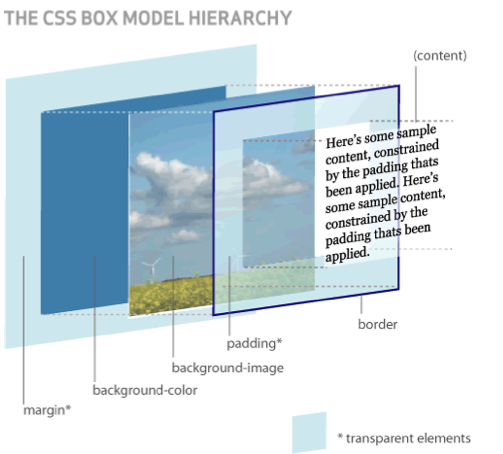 THE CSS BOX MODEL HIERARCHY
(content)
Here's some sample
content, constrained
by the padding thats
been applied. Here's
some sample content,
constrained by the
padding thats been
applied.
border
padding*
background-image
background-color
margin*
* transparent elements